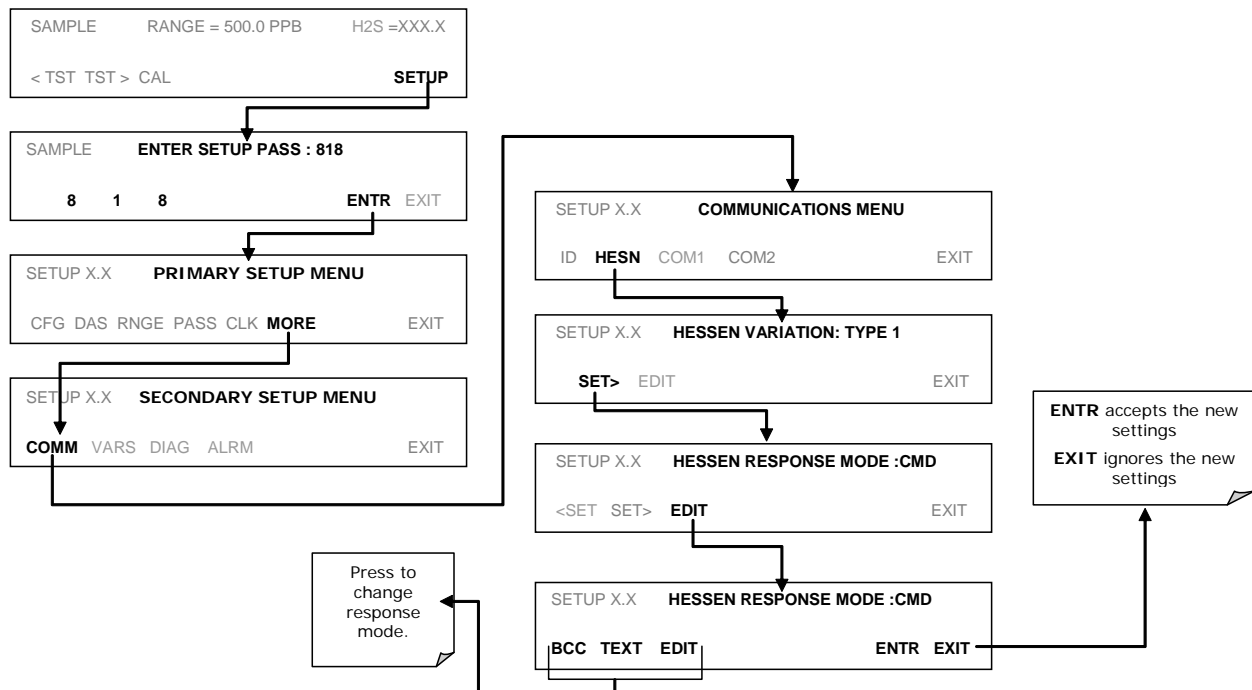 SAMPLE RANGE = 500.0 PPB H2S =XXX.X
< TST TST > CAL SETUP
SAMPLE ENTER SETUP PASS : 818
8 1 8 ENTR EXIT
SETUP X.X PRIMARY SETUP MENU
CFG DAS RNGE PASS CLK MORE EXIT
SETUP X.X SECONDARY SETUP MENU
COMM VARS DIAG ALRM EXIT
SETUP X.X COMMUNICATIONS MENU
ID HESN COM1 COM2 EXIT
SETUP X.X HESSEN VARIATION: TYPE 1
SET> EDIT EXIT
SETUP X.X HESSEN RESPONSE MODE :CMD
<SET SET> EDIT EXIT
SETUP X.X HESSEN RESPONSE MODE :CMD
BCC TEXT EDIT ENTR EXIT
ENTR accepts the new
settings
EXIT ignores the new
settings
Press to
change
response
mode.